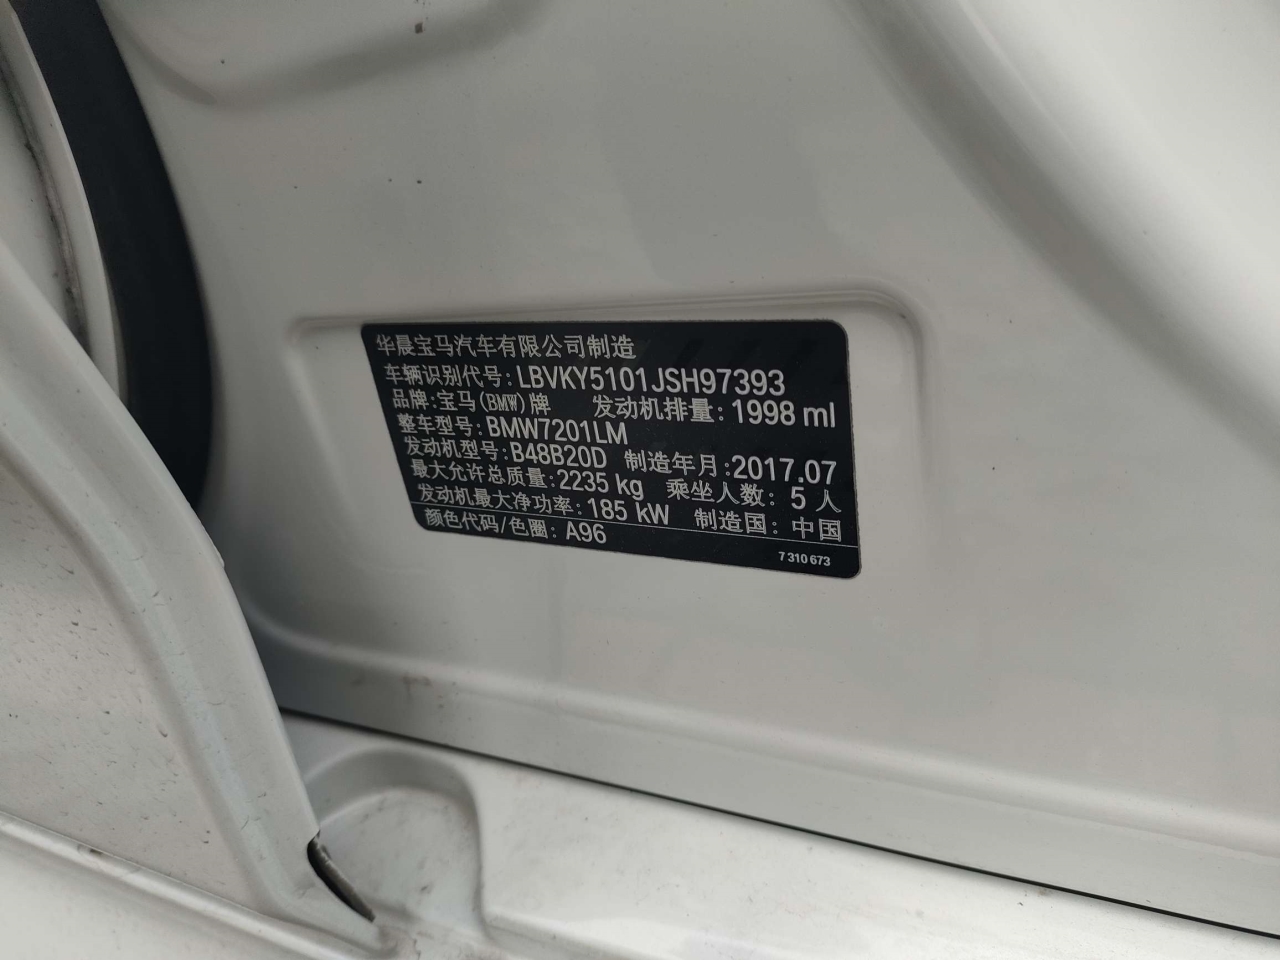 华晨宝马汽车有限公司制造
车辆识别代号: LBVKY5101JSH97393
品牌: 宝马(BMW)牌 发动机排量: 1998 ml
整车型号: BMW7201LM
发动机型号: B48B20D 制造年月: 2017.07
最大允许总质量: 2235 kg 乘坐人数: 5 人
发动机最大净功率: 185 kW 制造国: 中国
颜色代码/色圈: A96
7 310 673